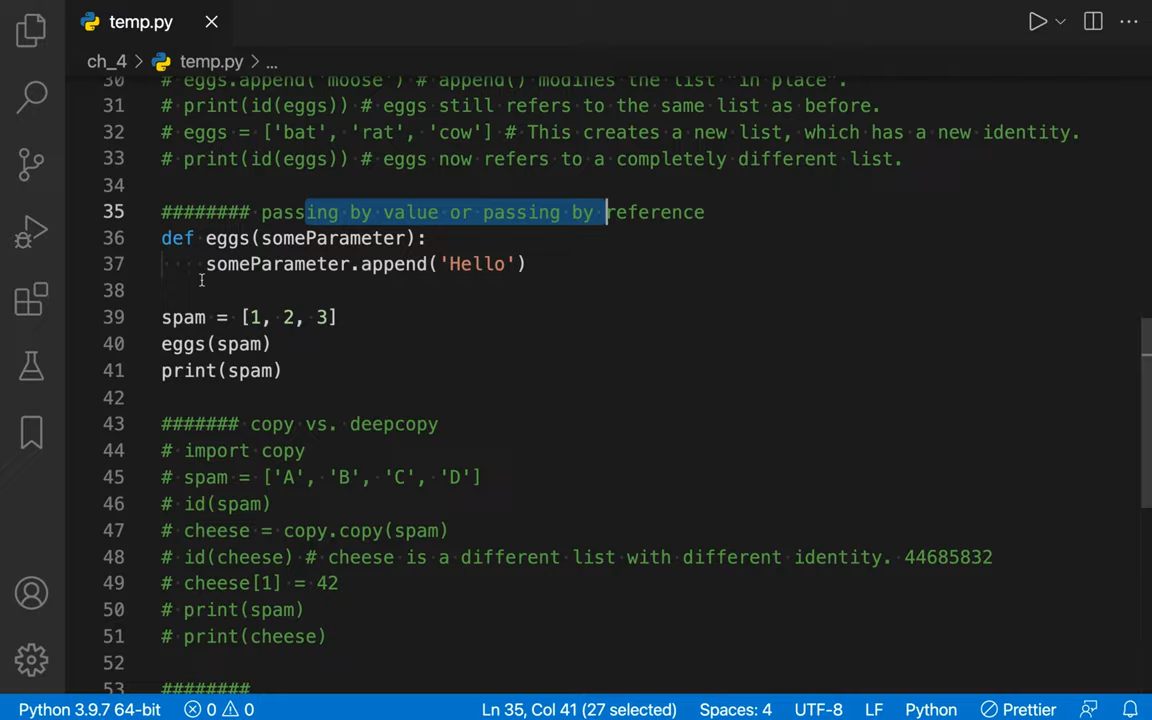 temp.py
ch_4 > temp.py > ...
30 # eggs.append('moose') # append() modifies the list "in place".
31 # print(id(eggs)) # eggs still refers to the same list as before.
32 # eggs = ['bat', 'rat', 'cow'] # This creates a new list, which has a new identity.
33 # print(id(eggs)) # eggs now refers to a completely different list.
34
35 ######## passing by value or passing by reference
36 def eggs(someParameter):
37 someParameter.append('Hello')
38
39 spam = [1, 2, 3]
40 eggs(spam)
41 print(spam)
42
43 ####### copy vs. deepcopy
44 # import copy
45 # spam = ['A', 'B', 'C', 'D']
46 # id(spam)
47 # cheese = copy.copy(spam)
48 # id(cheese) # cheese is a different list with different identity. 44685832
49 # cheese[1] = 42
50 # print(spam)
51 # print(cheese)
52
53 ########
Python 3.9.7 64-bit 0 0 Ln 35, Col 41 (27 selected) Spaces: 4 UTF-8 LF Python Prettier